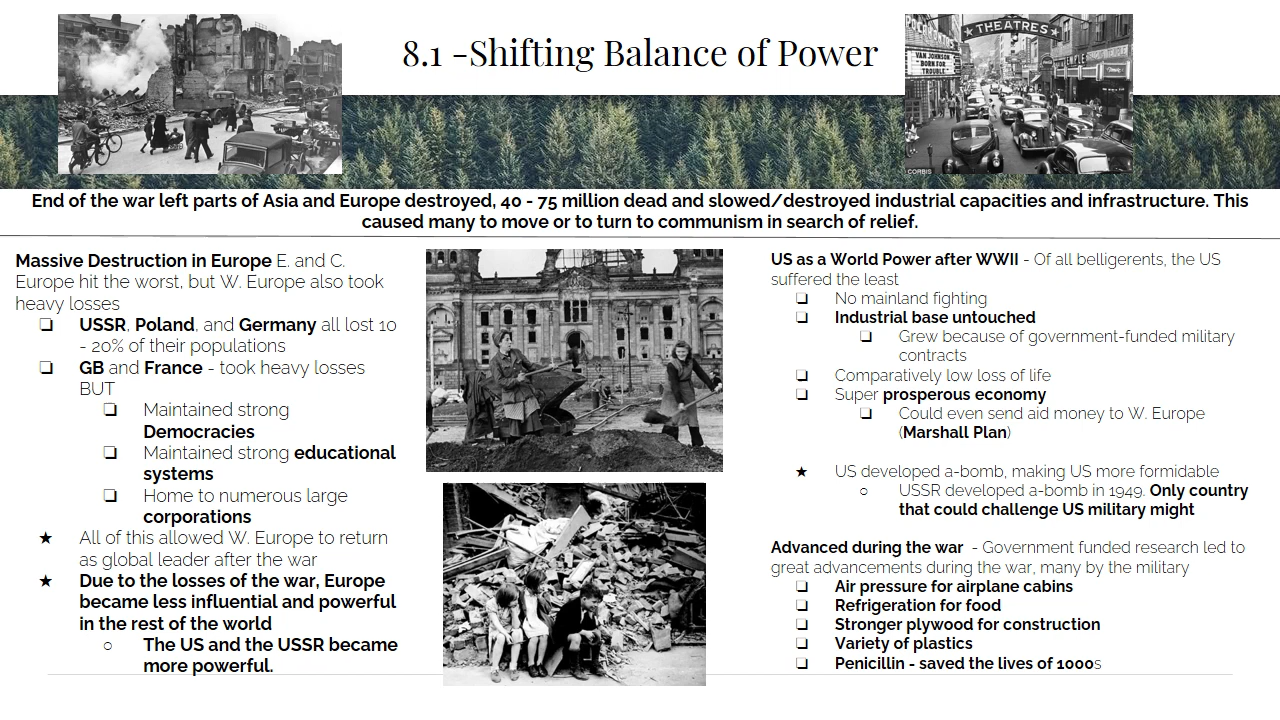 8.1 -Shifting Balance of Power
THEATRES
VAN JOHNSON
"BORN FOR
TROUBLE"
CORBIS
End of the war left parts of Asia and Europe destroyed, 40 - 75 million dead and slowed/destroyed industrial capacities and infrastructure. This
caused many to move or to turn to communism in search of relief.
Massive Destruction in Europe E. and C.
Europe hit the worst, but W. Europe also took
heavy losses
❏ USSR, Poland, and Germany all lost 10
- 20% of their populations
❏ GB and France - took heavy losses
BUT
❏ Maintained strong
Democracies
❏ Maintained strong educational
systems
❏ Home to numerous large
corporations
★ All of this allowed W. Europe to return
as global leader after the war
★ Due to the losses of the war, Europe
became less influential and powerful
in the rest of the world
○ The US and the USSR became
more powerful.
US as a World Power after WWII - Of all belligerents, the US
suffered the least
❏ No mainland fighting
❏ Industrial base untouched
❏ Grew because of government-funded military
contracts
❏ Comparatively low loss of life
❏ Super prosperous economy
❏ Could even send aid money to W. Europe
(Marshall Plan)
★ US developed a-bomb, making US more formidable
○ USSR developed a-bomb in 1949. Only country
that could challenge US military might
Advanced during the war - Government funded research led to
great advancements during the war, many by the military
❏ Air pressure for airplane cabins
❏ Refrigeration for food
❏ Stronger plywood for construction
❏ Variety of plastics
❏ Penicillin - saved the lives of 1000s